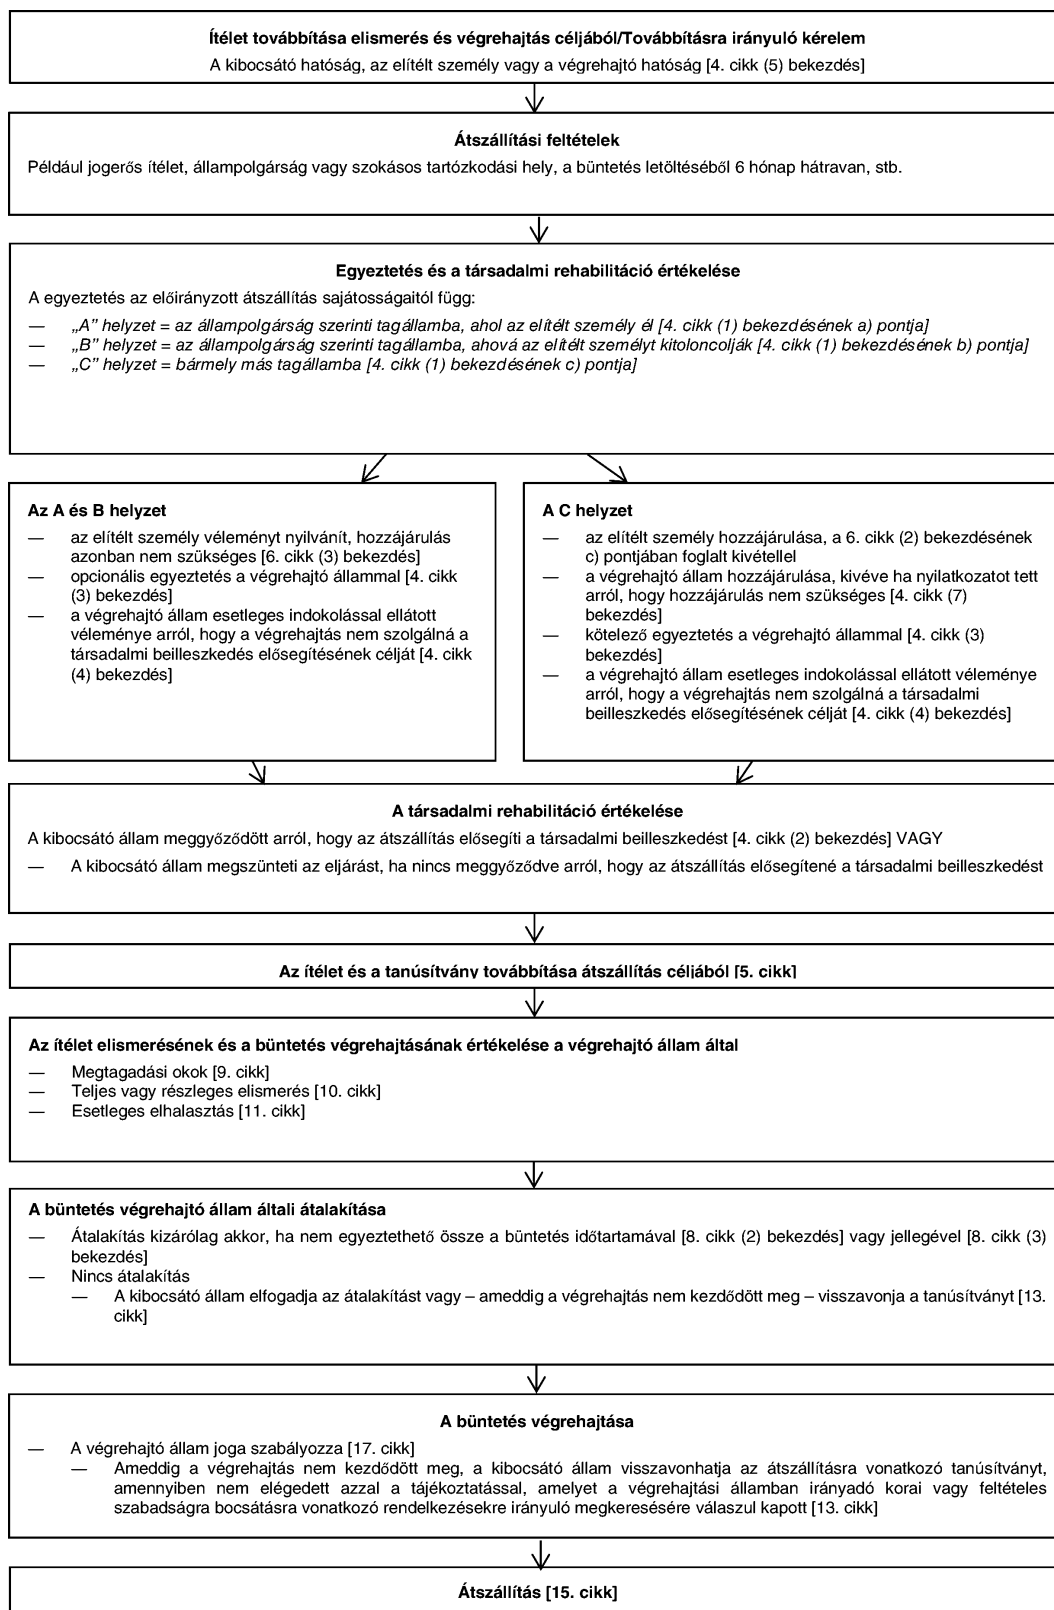 Ítélet továbbítása elismerés és végrehajtás céljából/Továbbításra irányuló kérelem
A kibocsátó hatóság, az elítélt személy vagy a végrehajtó hatóság [4. cikk (5) bekezdés]
Átszállítási feltételek
Például jogerős ítélet, állampolgárság vagy szokásos tartózkodási hely, a büntetés letöltéséből 6 hónap hátravan, stb.
Egyeztetés és a társadalmi rehabilitáció értékelése
A egyeztetés az előirányzott átszállítás sajátosságaitól függ:
— „A” helyzet = az állampolgárság szerinti tagállamba, ahol az elítélt személy él [4. cikk (1) bekezdésének a) pontja]
— „B” helyzet = az állampolgárság szerinti tagállamba, ahová az elítélt személyt kitoloncolják [4. cikk (1) bekezdésének b) pontja]
— „C” helyzet = bármely más tagállamba [4. cikk (1) bekezdésének c) pontja]
Az A és B helyzet
— az elítélt személy véleményt nyilvánít, hozzájárulás
azonban nem szükséges [6. cikk (3) bekezdés]
— opcionális egyeztetés a végrehajtó állammal [4. cikk
(3) bekezdés]
— a végrehajtó állam esetleges indokolással ellátott
véleménye arról, hogy a végrehajtás nem szolgálná a
társadalmi beilleszkedés elősegítésének célját [4. cikk
(4) bekezdés]
A C helyzet
— az elítélt személy hozzájárulása, a 6. cikk (2) bekezdésének
c) pontjában foglalt kivétellel
— a végrehajtó állam hozzájárulása, kivéve ha nyilatkozatot tett
arról, hogy hozzájárulás nem szükséges [4. cikk (7)
bekezdés]
— kötelező egyeztetés a végrehajtó állammal [4. cikk (3)
bekezdés]
— a végrehajtó állam esetleges indokolással ellátott véleménye
arról, hogy a végrehajtás nem szolgálná a társadalmi
beilleszkedés elősegítésének célját [4. cikk (4) bekezdés]
A társadalmi rehabilitáció értékelése
A kibocsátó állam meggyőződött arról, hogy az átszállítás elősegíti a társadalmi beilleszkedést [4. cikk (2) bekezdés] VAGY
— A kibocsátó állam megszünteti az eljárást, ha nincs meggyőződve arról, hogy az átszállítás elősegítené a társadalmi beilleszkedést
Az ítélet és a tanúsítvány továbbítása átszállítás céljából [5. cikk]
Az ítélet elismerésének és a büntetés végrehajtásának értékelése a végrehajtó állam által
— Megtagadási okok [9. cikk]
— Teljes vagy részleges elismerés [10. cikk]
— Esetleges elhalasztás [11. cikk]
A büntetés végrehajtó állam általi átalakítása
— Átalakítás kizárólag akkor, ha nem egyeztethető össze a büntetés időtartamával [8. cikk (2) bekezdés] vagy jellegével [8. cikk (3)
bekezdés]
— Nincs átalakítás
— A kibocsátó állam elfogadja az átalakítást vagy – ameddig a végrehajtás nem kezdődött meg – visszavonja a tanúsítványt [13.
cikk]
A büntetés végrehajtása
— A végrehajtó állam joga szabályozza [17. cikk]
— Ameddig a végrehajtás nem kezdődött meg, a kibocsátó állam visszavonhatja az átszállításra vonatkozó tanúsítványt,
amennyiben nem elégedett azzal a tájékoztatással, amelyet a végrehajtási államban irányadó korai vagy feltételes
szabadságra bocsátásra vonatkozó rendelkezésekre irányuló megkeresésére válaszul kapott [13. cikk]
Átszállítás [15. cikk]